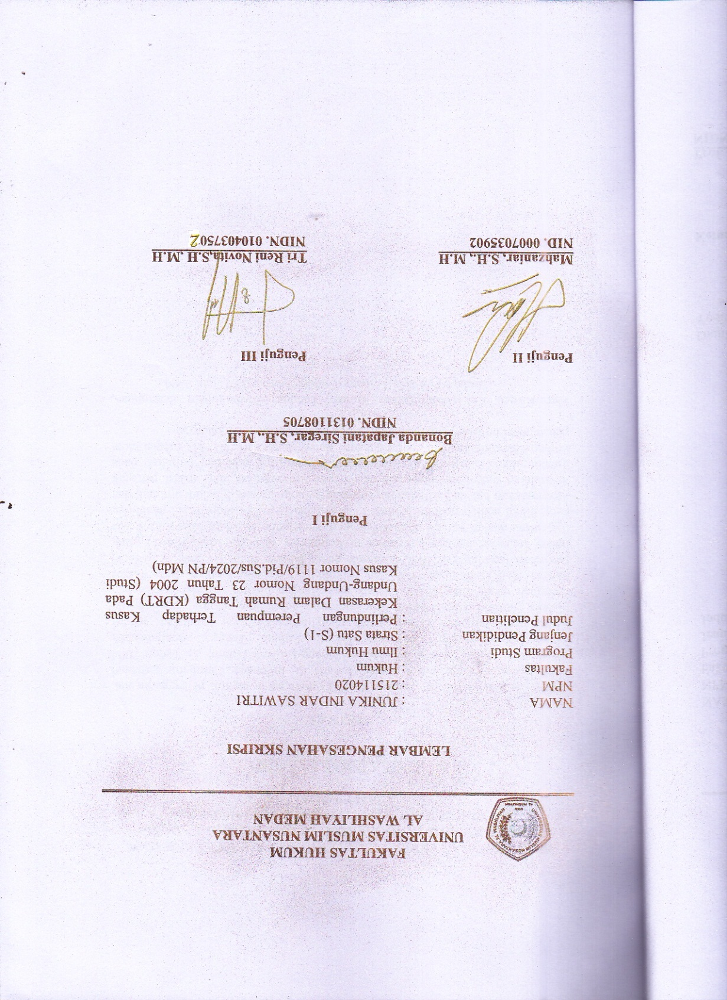 FAKULTAS HUKUM
UNIVERSITAS MUSLIM NUSANTARA
AL WASHLIYAH MEDAN
LEMBAR PENGESAHAN SKRIPSI
NAMA : JUNIKA INDAR SAWITRI
NPM : 215114020
Fakultas : Hukum
Program Studi : Ilmu Hukum
Jenjang Pendidikan : Strata Satu (S-1)
Judul Penelitian : Perlindungan Perempuan Terhadap Kasus
Kekerasan Dalam Rumah Tangga (KDRT) Pada
Undang-Undang Nomor 23 Tahun 2004 (Studi
Kasus Nomor 1119/Pid.Sus/2024/PN Mdn)
Penguji I
Bonanda Japatani Siregar, S.H., M.H
NIDN. 0131108705
Penguji II Penguji III
Mahzaniar, S.H., M.H Tri Reni Novita,S.H ,M.H
NID. 0007035902 NIDN. 0104037502